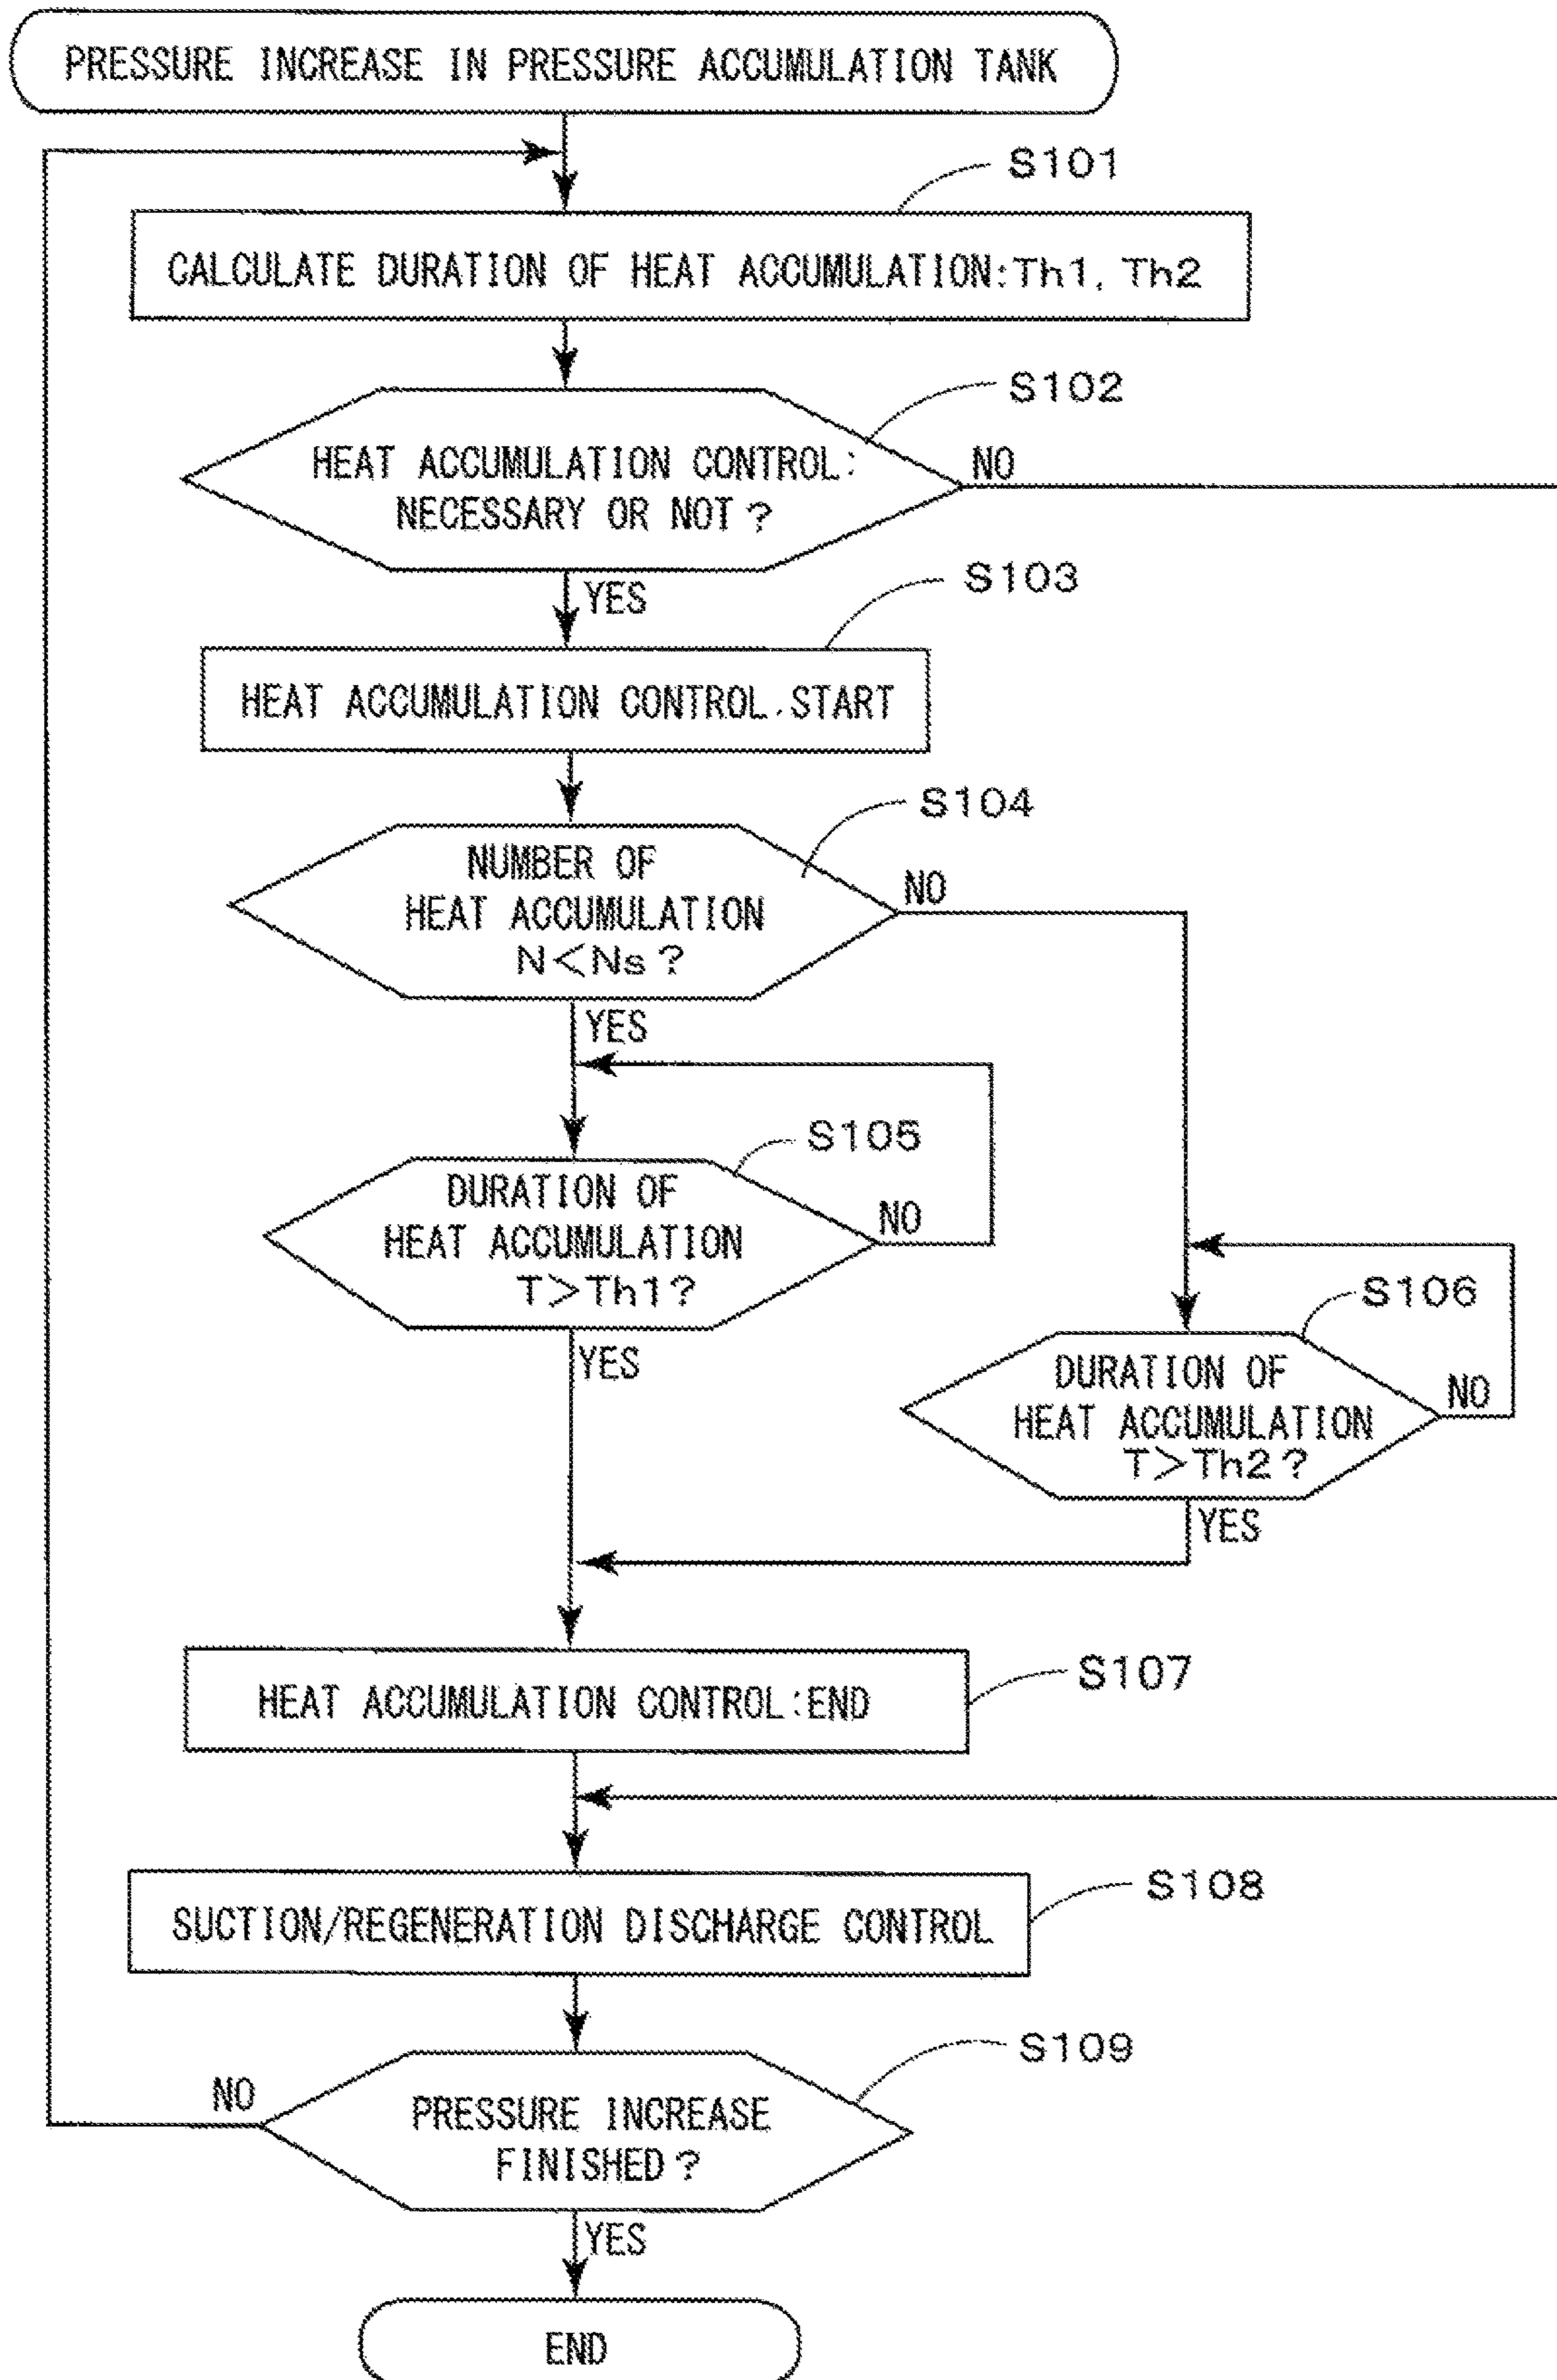 PRESSURE INCREASE IN PRESSURE ACCUMULATION TANK
S101
CALCULATE DURATION OF HEAT ACCUMULATION:Th1, Th2
S102
HEAT ACCUMULATION CONTROL:
NECESSARY OR NOT?
NO
YES
S103
HEAT ACCUMULATION CONTROL.START
S104
NUMBER OF
HEAT ACCUMULATION
N<Ns?
NO
YES
S105
DURATION OF
HEAT ACCUMULATION
T>Th1?
NO
YES
S106
DURATION OF
HEAT ACCUMULATION
T>Th2?
NO
YES
S107
HEAT ACCUMULATION CONTROL:END
S108
SUCTION/REGENERATION DISCHARGE CONTROL
S109
PRESSURE INCREASE
FINISHED?
NO
YES
END